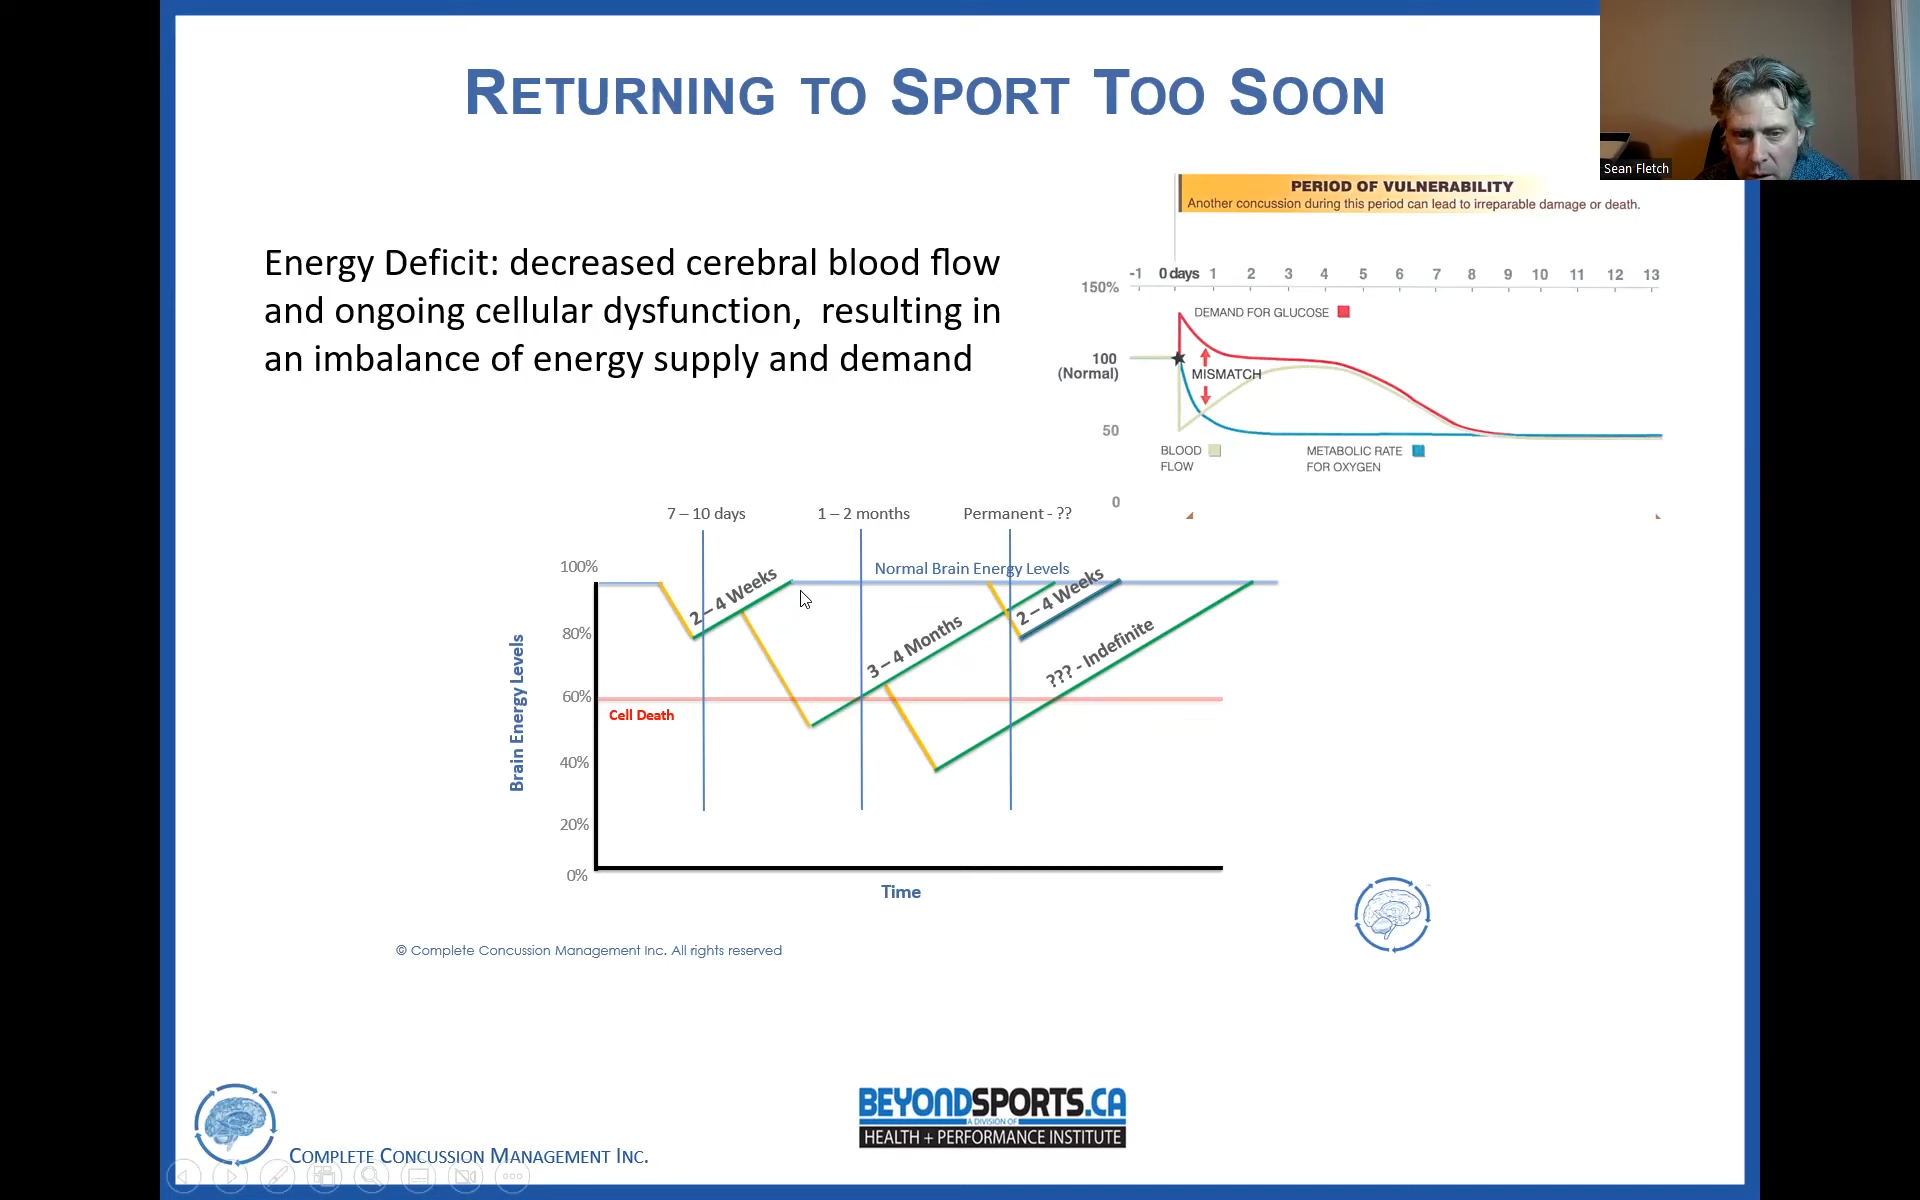 RETURNING TO SPORT TOO SOON
Sean Fletch
PERIOD OF VULNERABILITY
Another concussion during this period can lead to irreparable damage or death.
Energy Deficit: decreased cerebral blood flow
and ongoing cellular dysfunction, resulting in
an imbalance of energy supply and demand
-1 0 days 1 2 3 4 5 6 7 8 9 10 11 12 13
150%
DEMAND FOR GLUCOSE
100
(Normal)
MISMATCH
50
BLOOD
FLOW
METABOLIC RATE
FOR OXYGEN
0
7 – 10 days
1 – 2 months
Permanent - ??
100%
Normal Brain Energy Levels
2 – 4 Weeks
2 – 4 Weeks
80%
3 – 4 Months
??? - Indefinite
60%
Cell Death
40%
20%
0%
Brain Energy Levels
Time
© Complete Concussion Management Inc. All rights reserved
BEYONDSPORTS.CA
A DIVISION OF
HEALTH + PERFORMANCE INSTITUTE
COMPLETE CONCUSSION MANAGEMENT INC.